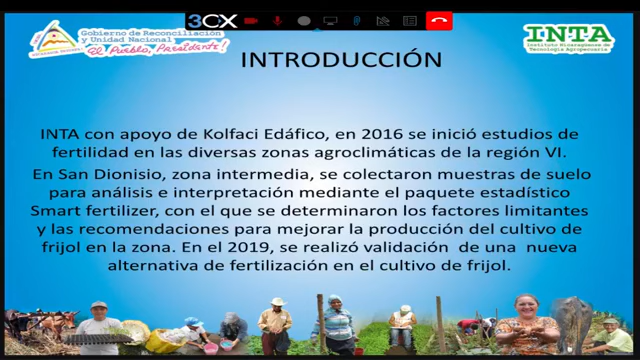 3CX
Gobierno de Reconciliación
y Unidad Nacional
El Pueblo, Presidente!
INTA
Instituto Nicaragüense de
Tecnología Agropecuaria
INTRODUCCIÓN
INTA con apoyo de Kolfaci Edáfico, en 2016 se inició estudios de
fertilidad en las diversas zonas agroclimáticas de la región VI.
En San Dionisio, zona intermedia, se colectaron muestras de suelo
para análisis e interpretación mediante el paquete estadístico
Smart fertilizer, con el que se determinaron los factores limitantes
y las recomendaciones para mejorar la producción del cultivo de
frijol en la zona. En el 2019, se realizó validación de una nueva
alternativa de fertilización en el cultivo de frijol.